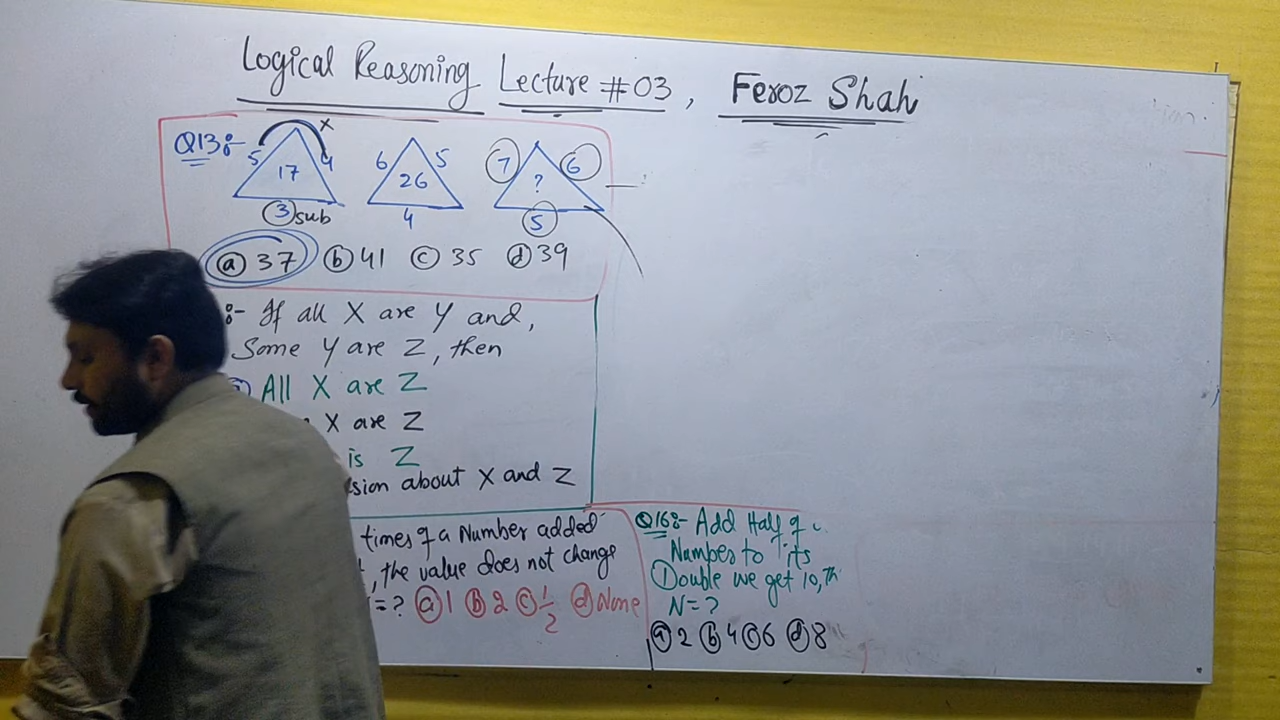 Logical Reasoning Lecture #03, Feroz Shah
Q13:-
x
5 17 4
3 sub
6 26 5
4
7 ? 6
5
(a) 37 (b) 41 (c) 35 (d) 39
:- If all X are Y and,
Some Y are Z, then
All X are Z
X are Z
is Z
about X and Z
times of a Number added
, the value does not change
=? (a) 1 (b) 2 (c) 1/2 (d) None
Q16:- Add Half of
Number to its
Double we get 10,
N=?
(a) 2 (b) 4 (c) 6 (d) 8